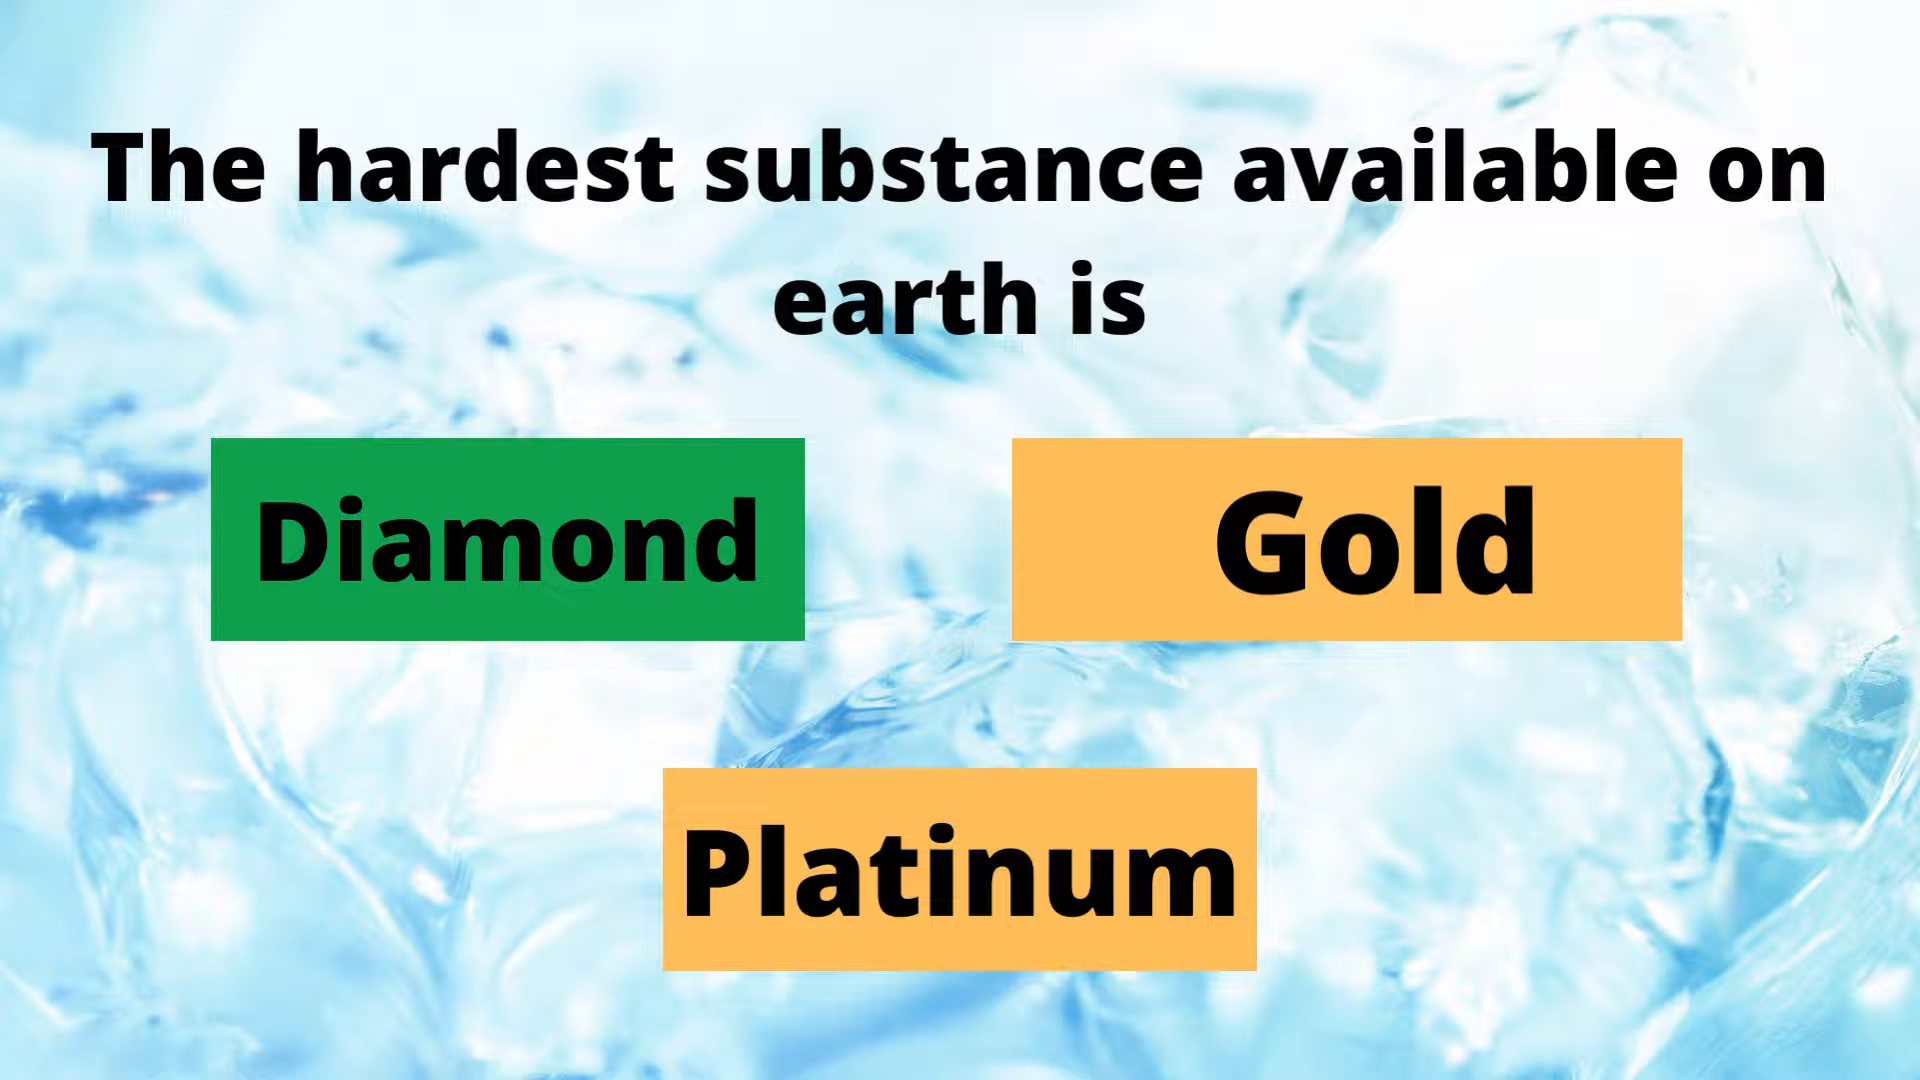 The hardest substance available on
earth is
Diamond
Gold
Platinum